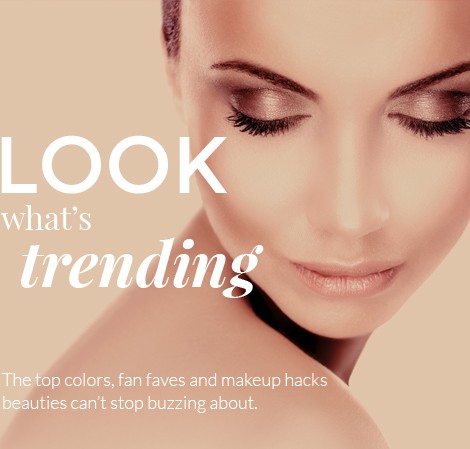 LOOK
what's
trending
The top colors, fan faves and makeup hacks
beauties can't stop buzzing about.